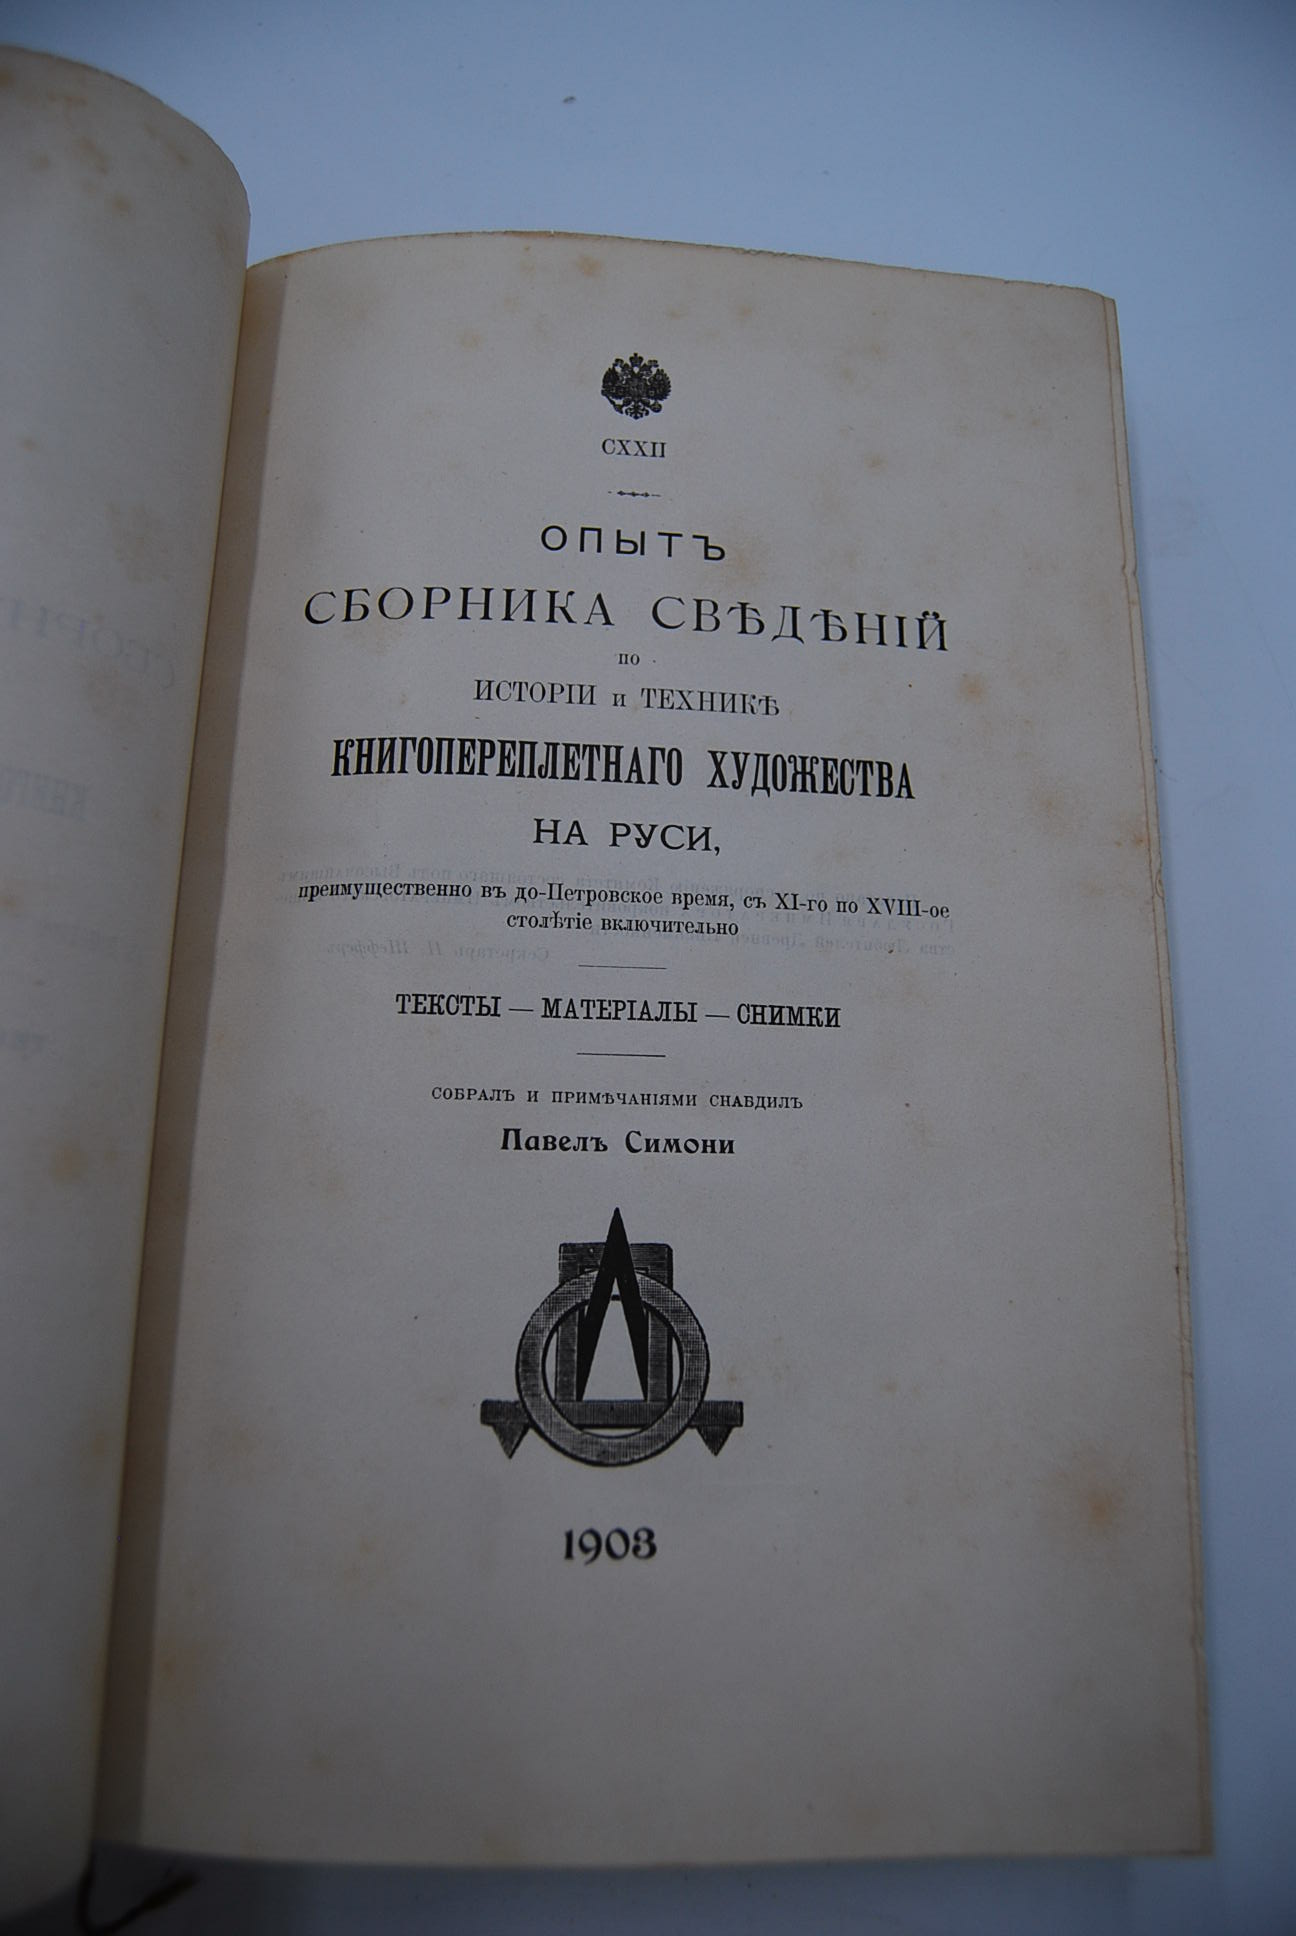 CXXII
ОПЫТЪ
СБОРНИКА СВѢДѢНІЙ
ПО
ИСТОРІИ и ТЕХНИКѢ
КНИГОПЕРЕПЛЕТНАГО ХУДОЖЕСТВА
НА РУСИ,
преимущественно въ до-Петровское время, съ XI-го по XVIII-ое
столѣтіе включительно
ТЕКСТЫ — МАТЕРІАЛЫ — СНИМКИ
СОБРАЛЪ И ПРИМѢЧАНІЯМИ СНАБДИЛЪ
Павелъ Симони
1903